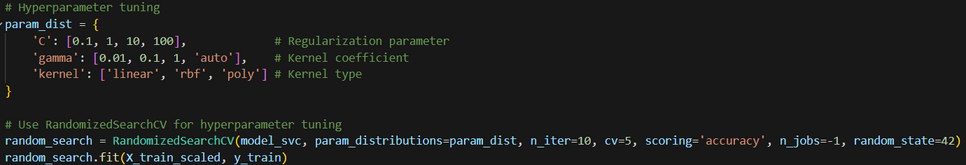 # Hyperparameter tuning
param_dist = {
    'C': [0.1, 1, 10, 100],             # Regularization parameter
    'gamma': [0.01, 0.1, 1, 'auto'],    # Kernel coefficient
    'kernel': ['linear', 'rbf', 'poly'] # Kernel type
}
# Use RandomizedSearchCV for hyperparameter tuning
random_search = RandomizedSearchCV(model_svc, param_distributions=param_dist, n_iter=10, cv=5, scoring='accuracy', n_jobs=-1, random_state=42)
random_search.fit(X_train_scaled, y_train)